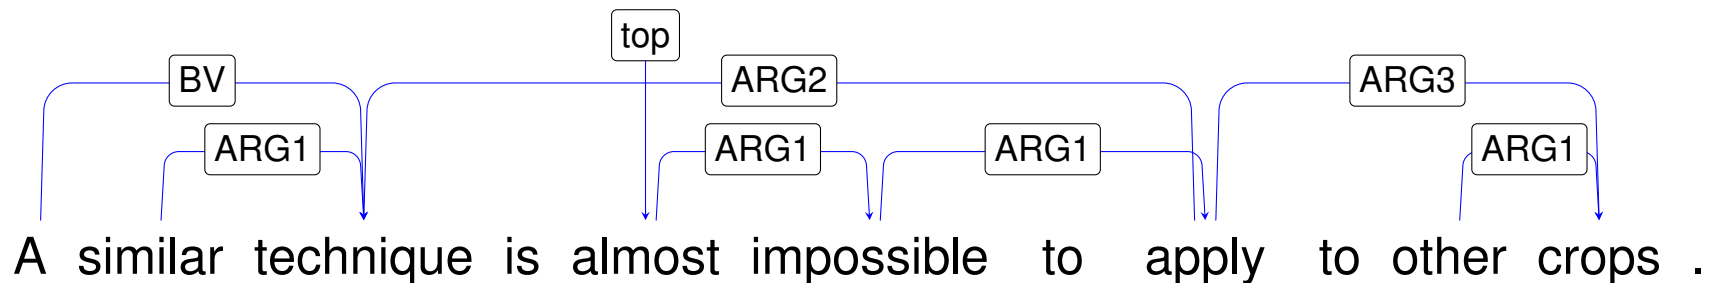 top
BV ARG2 ARG3
ARG1 ARG1 ARG1 ARG1
A similar technique is almost impossible to apply to other crops .